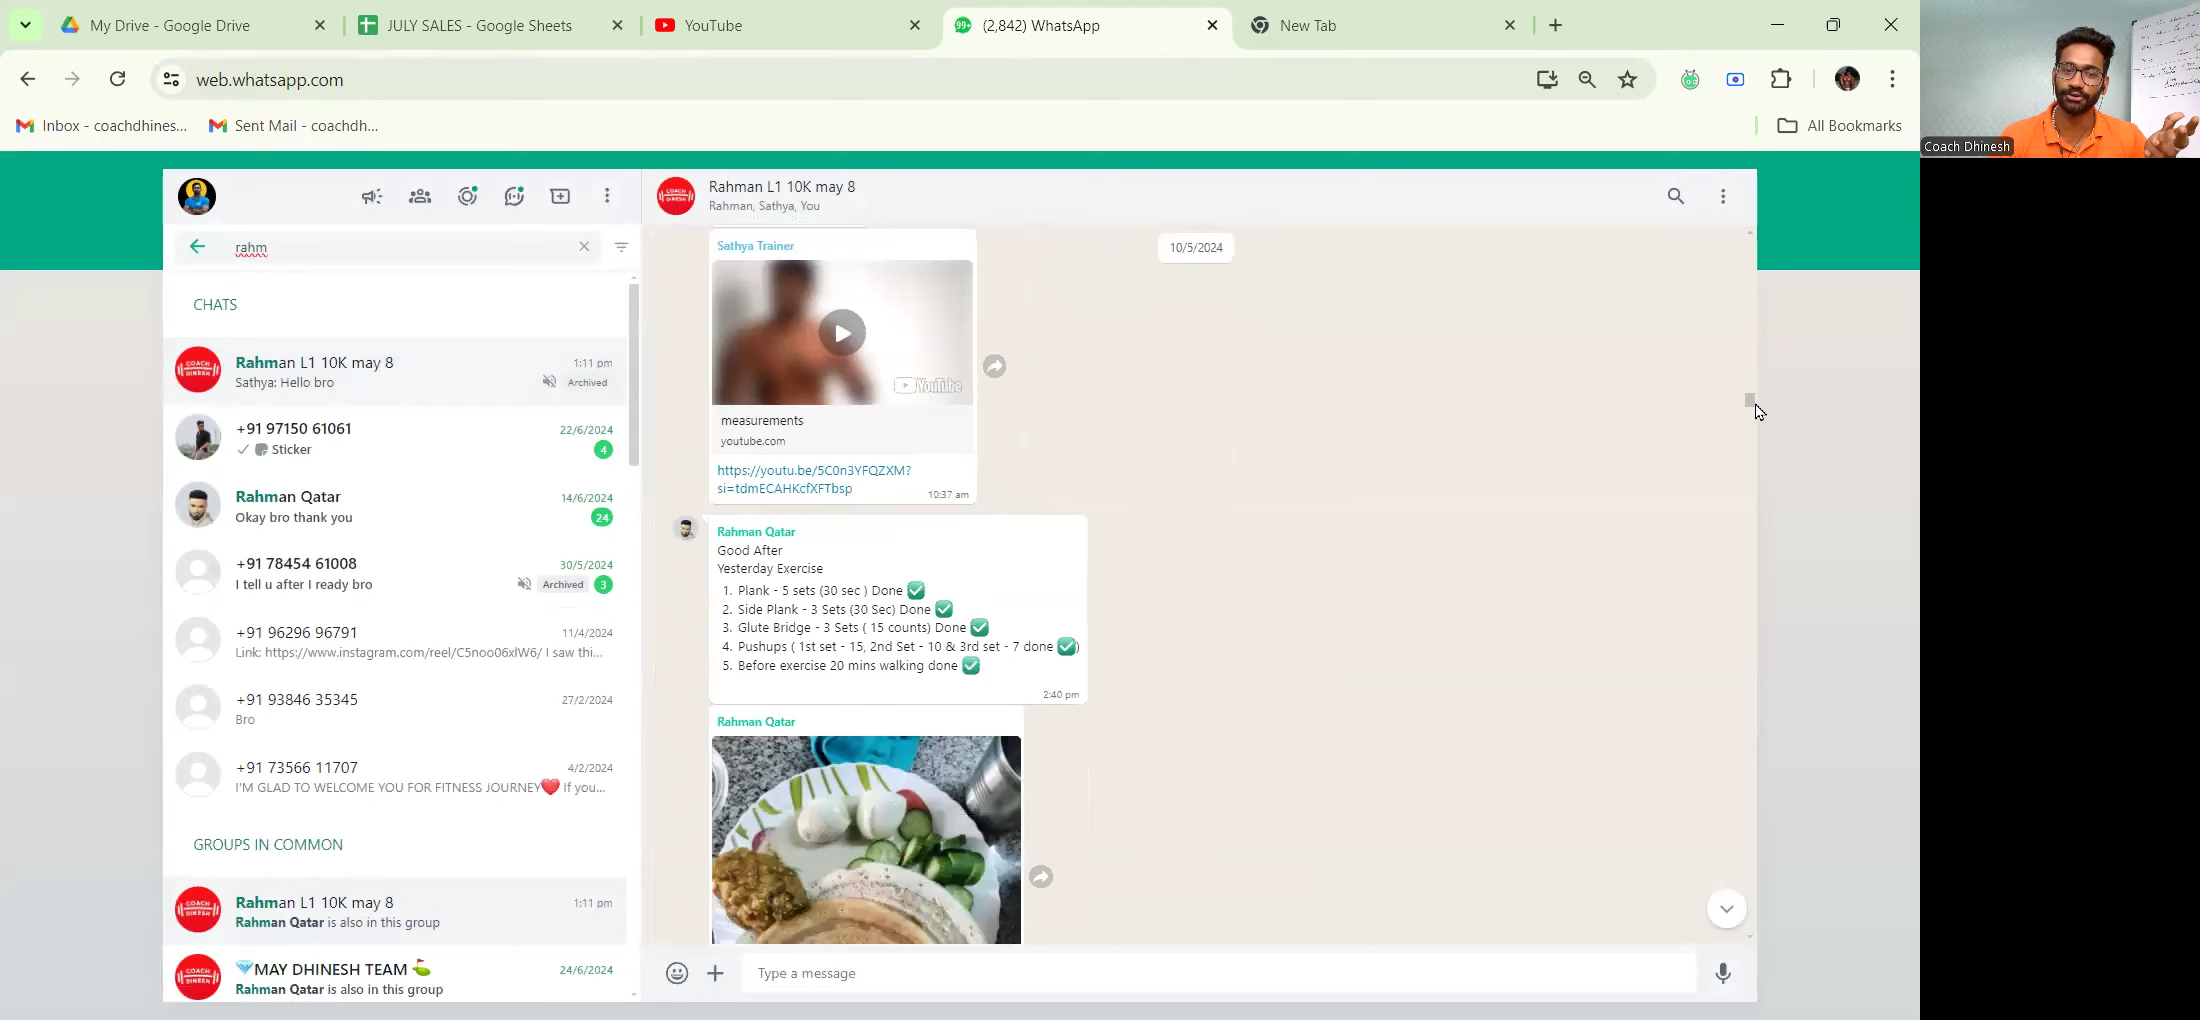 My Drive - Google Drive
JULY SALES - Google Sheets
YouTube
99+
(2,842) WhatsApp
New Tab
web.whatsapp.com
Inbox - coachdhines...
Sent Mail - coachdh...
All Bookmarks
Coach Dhinesh
rahm
CHATS
COACH DINESH
Rahman L1 10K may 8
1:11 pm
Sathya: Hello bro
Archived
+91 97150 61061
22/6/2024
Sticker
4
Rahman Qatar
14/6/2024
Okay bro thank you
24
+91 78454 61008
30/5/2024
I tell u after I ready bro
Archived
3
+91 96296 96791
11/4/2024
Link: https://www.instagram.com/reel/C5noo06xlW6/ I saw thi...
+91 93846 35345
27/2/2024
Bro
+91 73566 11707
4/2/2024
I'M GLAD TO WELCOME YOU FOR FITNESS JOURNEY❤️ If you...
GROUPS IN COMMON
COACH DINESH
Rahman L1 10K may 8
1:11 pm
Rahman Qatar is also in this group
COACH DINESH
💎MAY DHINESH TEAM ⛳
24/6/2024
Rahman Qatar is also in this group
COACH DINESH
Rahman L1 10K may 8
Rahman, Sathya, You
10/5/2024
Sathya Trainer
YouTube
measurements
youtube.com
https://youtu.be/5C0n3YFQZXM?
si=tdmECAHKcfXFTbsp
10:37 am
Rahman Qatar
Good After
Yesterday Exercise
1. Plank - 5 sets (30 sec ) Done ✅
2. Side Plank - 3 Sets (30 Sec) Done ✅
3. Glute Bridge - 3 Sets ( 15 counts) Done ✅
4. Pushups ( 1st set - 15, 2nd Set - 10 & 3rd set - 7 done ✅)
5. Before exercise 20 mins walking done ✅
2:40 pm
Rahman Qatar
Type a message